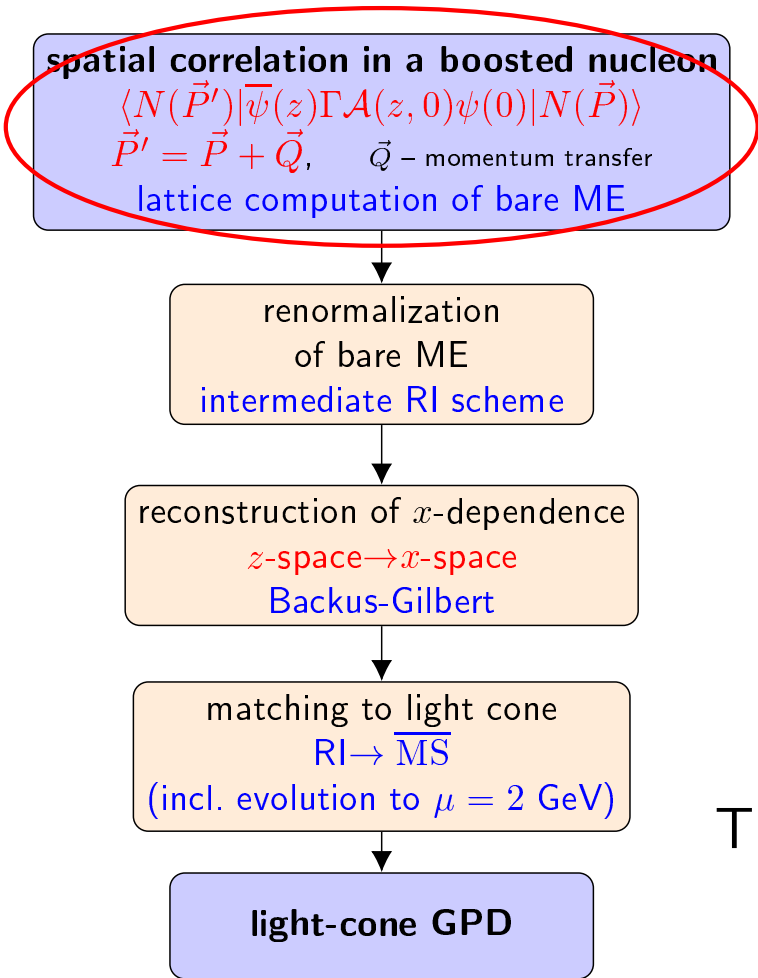 spatial correlation in a boosted nucleon
⟨N(P⃗′)|ψ̅(z)Γ𝒜(z,0)ψ(0)|N(P⃗)⟩
P⃗′ = P⃗ + Q⃗, Q⃗ – momentum transfer
lattice computation of bare ME
renormalization
of bare ME
intermediate RI scheme
reconstruction of x-dependence
z-space→x-space
Backus-Gilbert
matching to light cone
RI→ M̅S̅
(incl. evolution to μ = 2 GeV)
T
light-cone GPD